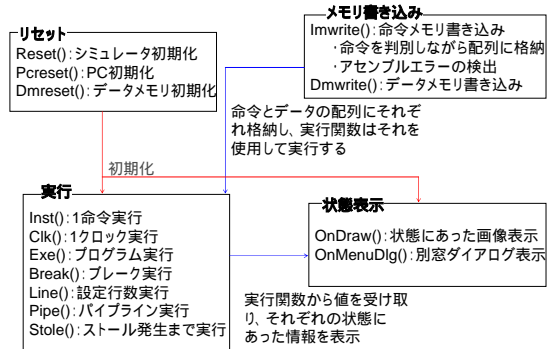 リセット
Reset():シミュレータ初期化
Pcreset():PC初期化
Dmreset():データメモリ初期化
メモリ書き込み
Imwrite():命令メモリ書き込み
・命令を判別しながら配列に格納
・アセンブルエラーの検出
Dmwrite():データメモリ書き込み
命令とデータの配列にそれぞ
れ格納し、実行関数はそれを
使用して実行する
初期化
実行
Inst():1命令実行
Clk():1クロック実行
Exe():プログラム実行
Break():ブレーク実行
Line():設定行数実行
Pipe():パイプライン実行
Stole():ストール発生まで実行
状態表示
OnDraw():状態にあった画像表示
OnMenuDlg():別窓ダイアログ表示
実行関数から値を受け取
り、それぞれの状態に
あった情報を表示